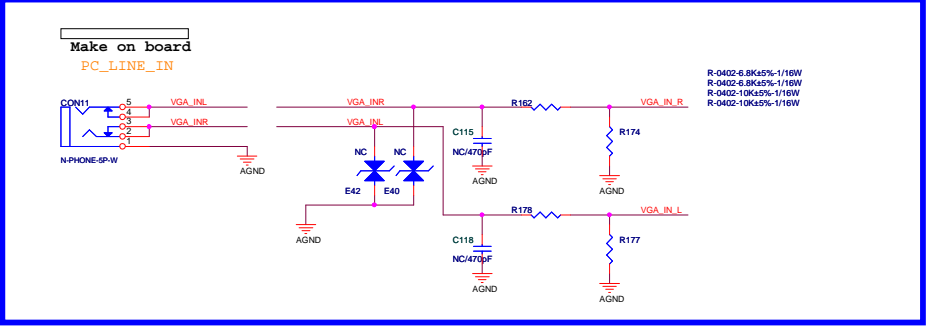 Make on board
PC_LINE_IN
R-0402-6.8K±5%-1/16W
R-0402-6.8K±5%-1/16W
R-0402-10K±5%-1/16W
R-0402-10K±5%-1/16W
CON11
5
4
3
2
1
VGA_INL
VGA_INR
N-PHONE-5P-W
AGND
VGA_INR
VGA_INL
NC
NC
E42
E40
AGND
C115
NC/470pF
AGND
R162
VGA_IN_R
R174
AGND
C118
NC/470pF
AGND
R178
VGA_IN_L
R177
AGND